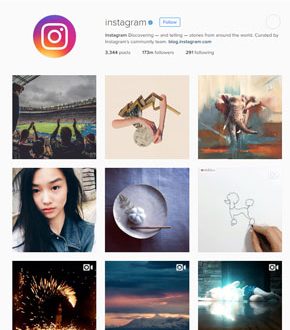 instagram Follow
Instagram Discovering — and telling — stories from around the world. Curated by
Instagram's community team. blog.instagram.com
3,344 posts 173m followers 291 following